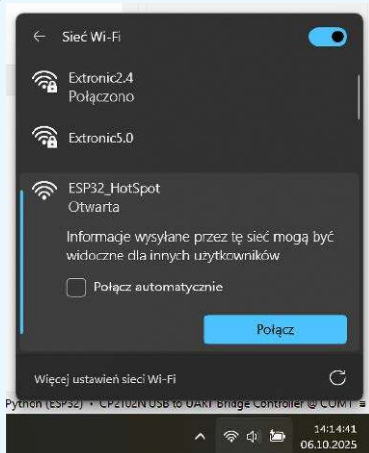 Sieć Wi-Fi
Extronic2.4
Połączono
Extronic5.0
ESP32_HotSpot
Otwarta
Informacje wysyłane przez tę sieć mogą być
widoczne dla innych użytkowników
Połącz automatycznie
Połącz
Więcej ustawień sieci Wi-Fi
Python (ESP32) • CP2102N USB to UART Bridge Controller @ COM1
14:14:41
06.10.2025